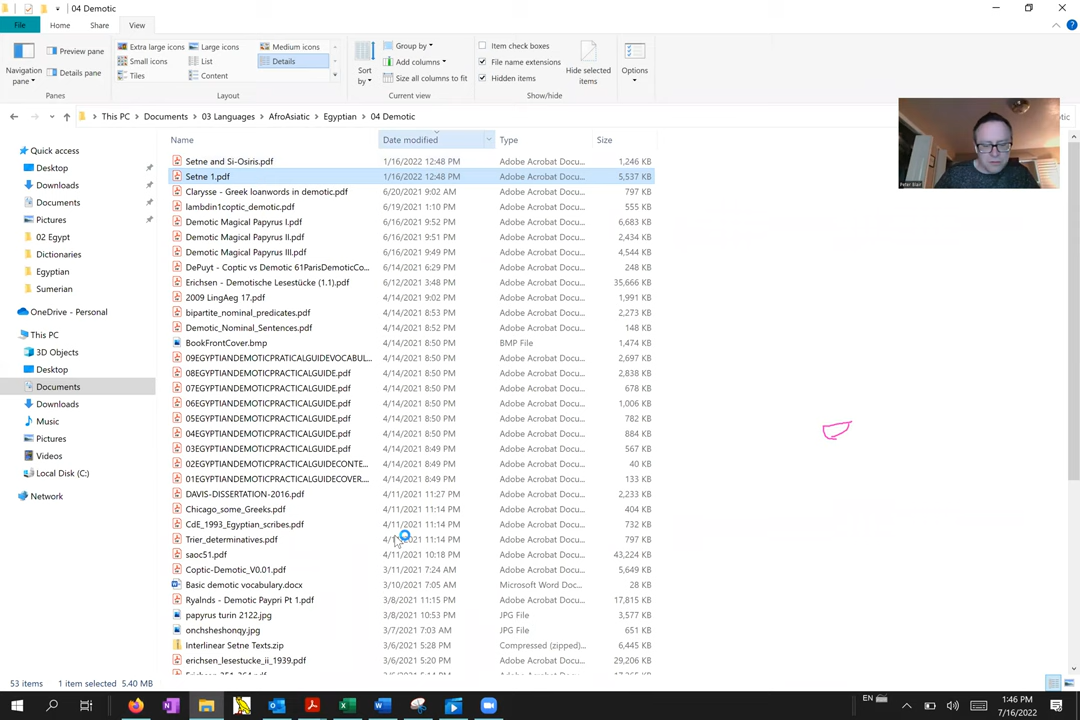 04 Demotic
File Home Share View
Navigation pane
Preview pane
Details pane
Panes
Extra large icons Large icons Medium icons
Small icons List Details
Tiles Content
Layout
Sort by
Group by
Add columns
Size all columns to fit
Current view
Item check boxes
File name extensions
Hidden items
Hide selected items
Show/hide
Options
This PC Documents 03 Languages AfroAsiatic Egyptian 04 Demotic
Quick access
Desktop
Downloads
Documents
Pictures
02 Egypt
Dictionaries
Egyptian
Sumerian
OneDrive - Personal
This PC
3D Objects
Desktop
Documents
Downloads
Music
Pictures
Videos
Local Disk (C:)
Network
Name Date modified Type Size
Setne and Si-Osiris.pdf 1/16/2022 12:48 PM Adobe Acrobat Docu... 1,246 KB
Setne 1.pdf 1/16/2022 12:48 PM Adobe Acrobat Docu... 5,537 KB
Clarysse - Greek loanwords in demotic.pdf 6/20/2021 9:02 AM Adobe Acrobat Docu... 797 KB
lambdin1coptic_demotic.pdf 6/19/2021 1:10 PM Adobe Acrobat Docu... 555 KB
Demotic Magical Papyrus I.pdf 6/16/2021 9:52 PM Adobe Acrobat Docu... 6,683 KB
Demotic Magical Papyrus II.pdf 6/16/2021 9:51 PM Adobe Acrobat Docu... 2,434 KB
Demotic Magical Papyrus III.pdf 6/16/2021 9:49 PM Adobe Acrobat Docu... 4,544 KB
DePuyt - Coptic vs Demotic 61ParisDemoticCo... 6/14/2021 6:29 PM Adobe Acrobat Docu... 248 KB
Erichsen - Demotische Lesestücke (1.1).pdf 6/12/2021 3:48 PM Adobe Acrobat Docu... 35,666 KB
2009 LingAeg 17.pdf 4/14/2021 9:02 PM Adobe Acrobat Docu... 1,991 KB
bipartite_nominal_predicates.pdf 4/14/2021 8:53 PM Adobe Acrobat Docu... 2,273 KB
Demotic_Nominal_Sentences.pdf 4/14/2021 8:52 PM Adobe Acrobat Docu... 148 KB
BookFrontCover.bmp 4/14/2021 8:50 PM BMP File 1,474 KB
09EGYPTIANDEMOTICPRATICALGUIDEVOCABUL... 4/14/2021 8:50 PM Adobe Acrobat Docu... 2,697 KB
08EGYPTIANDEMOTICPRACTICALGUIDE.pdf 4/14/2021 8:50 PM Adobe Acrobat Docu... 2,838 KB
07EGYPTIANDEMOTICPRACTICALGUIDE.pdf 4/14/2021 8:50 PM Adobe Acrobat Docu... 678 KB
06EGYPTIANDEMOTICPRACTICALGUIDE.pdf 4/14/2021 8:50 PM Adobe Acrobat Docu... 1,006 KB
05EGYPTIANDEMOTICPRACTICALGUIDE.pdf 4/14/2021 8:50 PM Adobe Acrobat Docu... 782 KB
04EGYPTIANDEMOTICPRACTICALGUIDE.pdf 4/14/2021 8:50 PM Adobe Acrobat Docu... 884 KB
03EGYPTIANDEMOTICPRACTICALGUIDE.pdf 4/14/2021 8:49 PM Adobe Acrobat Docu... 567 KB
02EGYPTIANDEMOTICPRACTICALGUIDECONTE... 4/14/2021 8:49 PM Adobe Acrobat Docu... 40 KB
01EGYPTIANDEMOTICPRACTICALGUIDECOVER.... 4/14/2021 8:49 PM Adobe Acrobat Docu... 133 KB
DAVIS-DISSERTATION-2016.pdf 4/11/2021 11:27 PM Adobe Acrobat Docu... 2,233 KB
Chicago_some_Greeks.pdf 4/11/2021 11:14 PM Adobe Acrobat Docu... 404 KB
CdE_1993_Egyptian_scribes.pdf 4/11/2021 11:14 PM Adobe Acrobat Docu... 732 KB
Trier_determinatives.pdf 11:14 PM Adobe Acrobat Docu... 797 KB
saoc51.pdf 4/11/2021 10:18 PM Adobe Acrobat Docu... 43,224 KB
Coptic-Demotic_V0.01.pdf 3/11/2021 7:24 AM Adobe Acrobat Docu... 5,649 KB
Basic demotic vocabulary.docx 3/10/2021 7:05 AM Microsoft Word Doc... 28 KB
Ryalnds - Demotic Paypri Pt 1.pdf 3/8/2021 11:15 PM Adobe Acrobat Docu... 17,815 KB
papyrus turin 2122.jpg 3/8/2021 10:53 PM JPG File 3,577 KB
onchsheshonqy.jpg 3/7/2021 7:03 AM JPG File 651 KB
Interlinear Setne Texts.zip 3/6/2021 5:28 PM Compressed (zipped)... 6,445 KB
erichsen_lesestucke_ii_1939.pdf 3/6/2021 5:20 PM Adobe Acrobat Docu... 29,206 KB
Peter Blair
53 items 1 item selected 5.40 MB
EN
1:46 PM
7/16/2022